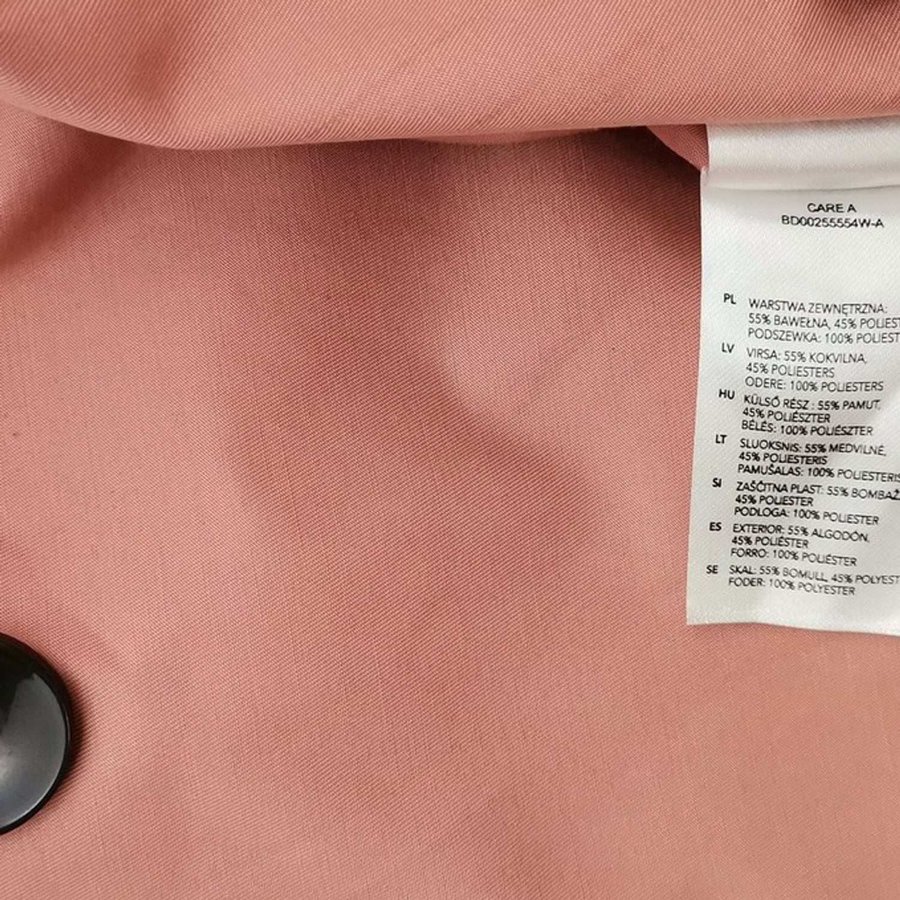 CARE A
BD00255554W-A
PL WARSTWA ZEWNĘTRZNA:
55% BAWEŁNA, 45% POLIEST
PODSZEWKA: 100% POLIEST
LV VIRSA: 55% KOKVILNA,
45% POLIESTERS
ODERE: 100% POLIESTERS
HU KÜLSŐ RÉSZ : 55% PAMUT,
45% POLIÉSZTER
BÉLÉS: 100% POLIÉSZTER
LT SLUOKSNIS: 55% MEDVILNĖ,
45% POLIESTERIS
PAMUŠALAS: 100% POLIESTERIS
SI ZAŠČITNA PLAST: 55% BOMBAŽ
45% POLIESTER
PODLOGA: 100% POLIESTER
ES EXTERIOR: 55% ALGODÓN,
45% POLIÉSTER
FORRO: 100% POLIÉSTER
SE SKAL: 55% BOMULL, 45% POLYEST
FODER: 100% POLYESTER